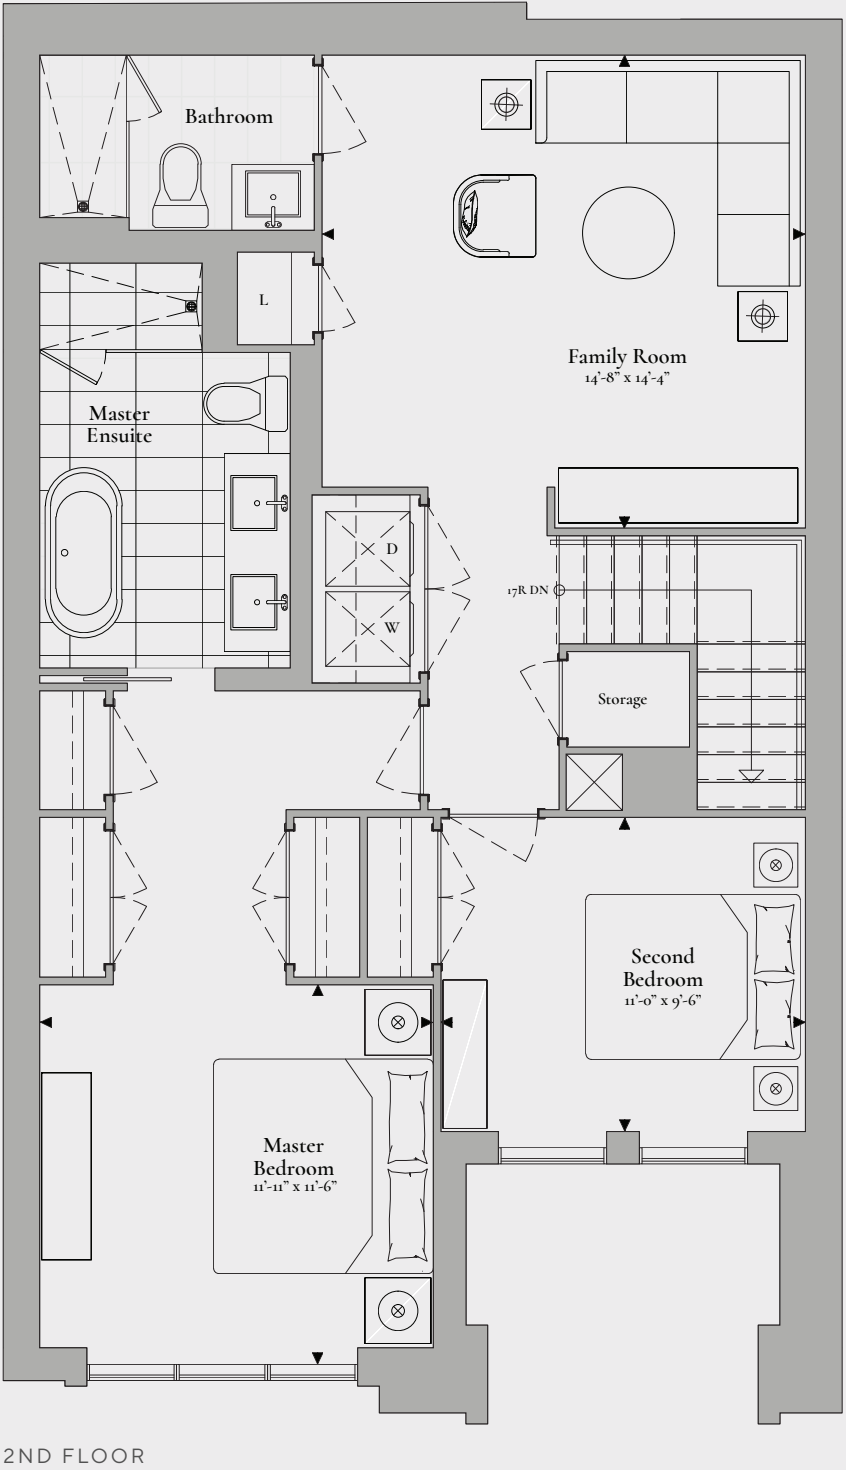 Bathroom
L
Family Room
14'-8" x 14'-4"
Master
Ensuite
D
17R DN
W
Storage
Second
Bedroom
11'-0" x 9'-6"
Master
Bedroom
11'-11" x 11'-6"
2ND FLOOR